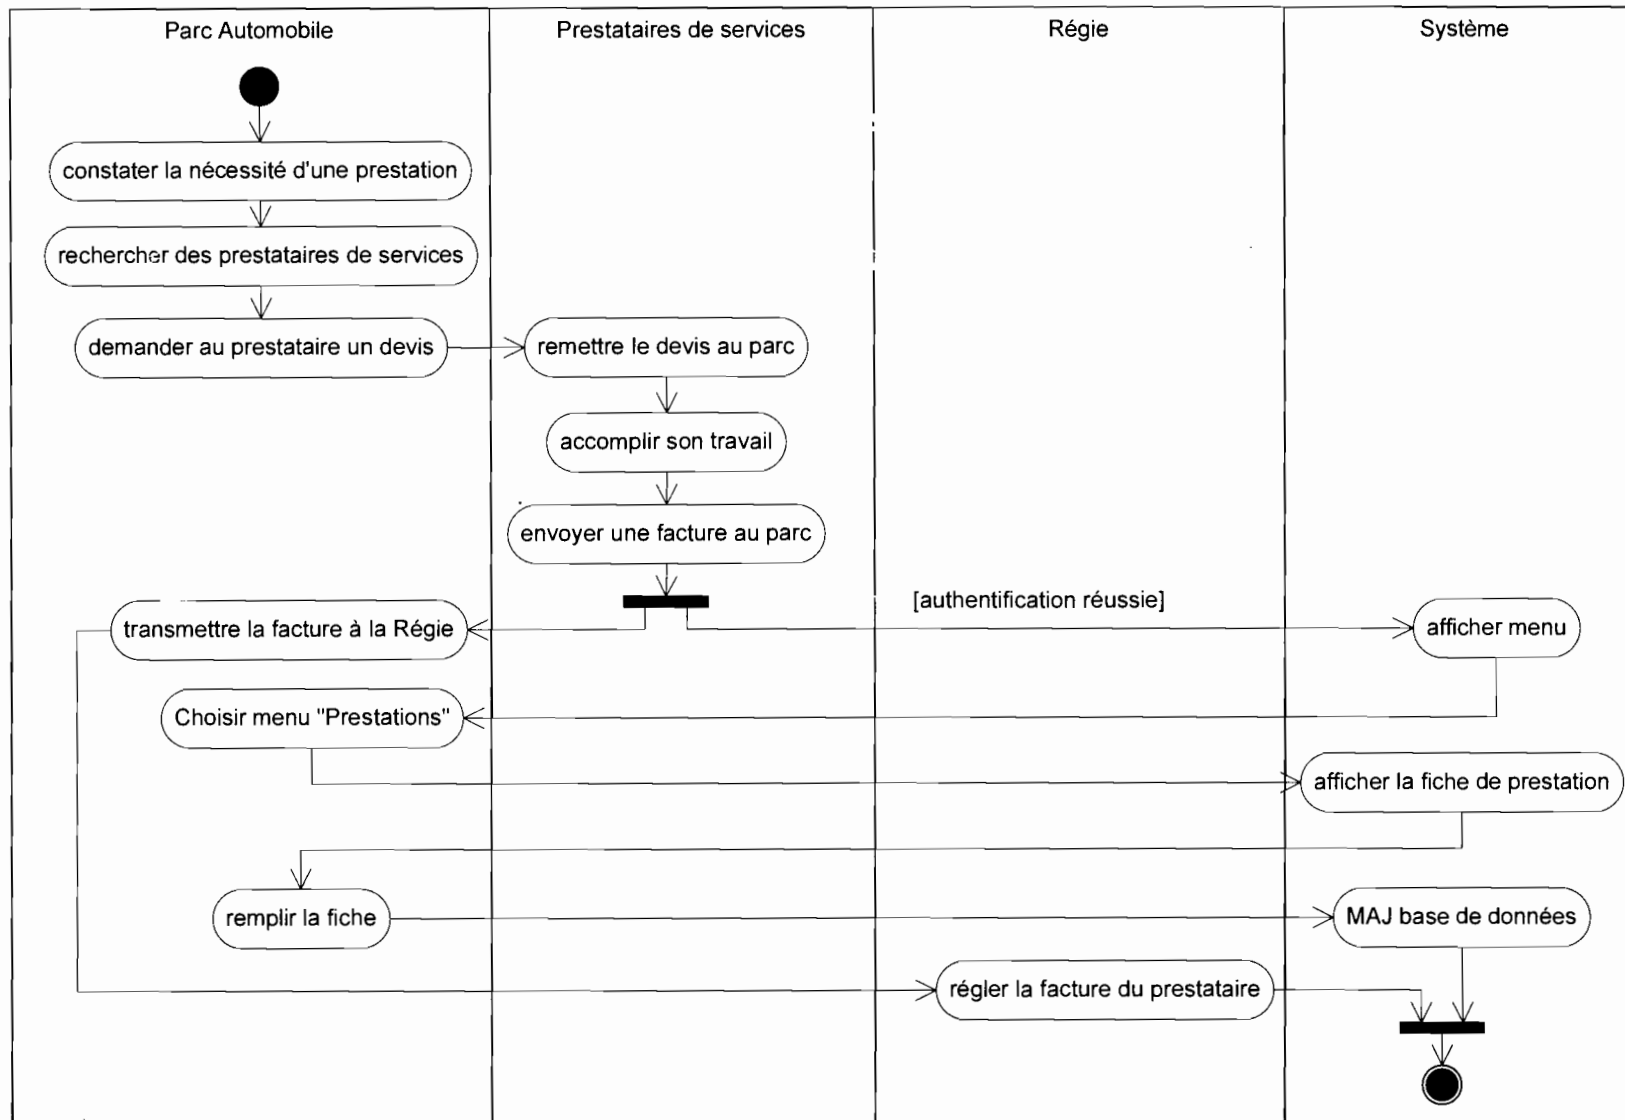 Parc Automobile
Prestataires de services
Régie
Système
constater la nécessité d'une prestation
rechercher des prestataires de services
demander au prestataire un devis
remettre le devis au parc
accomplir son travail
envoyer une facture au parc
[authentification réussie]
transmettre la facture à la Régie
afficher menu
Choisir menu "Prestations"
afficher la fiche de prestation
remplir la fiche
MAJ base de données
régler la facture du prestataire